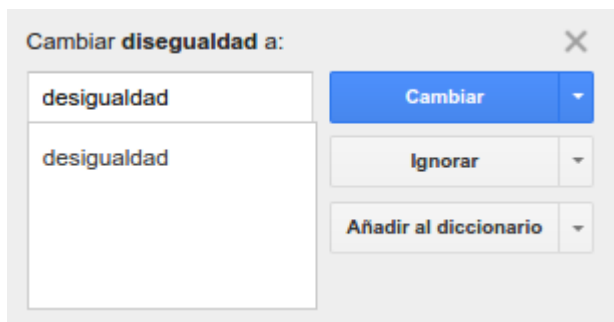 Cambiar disegualdad a:
desigualdad
Cambiar
desigualdad
Ignorar
Añadir al diccionario